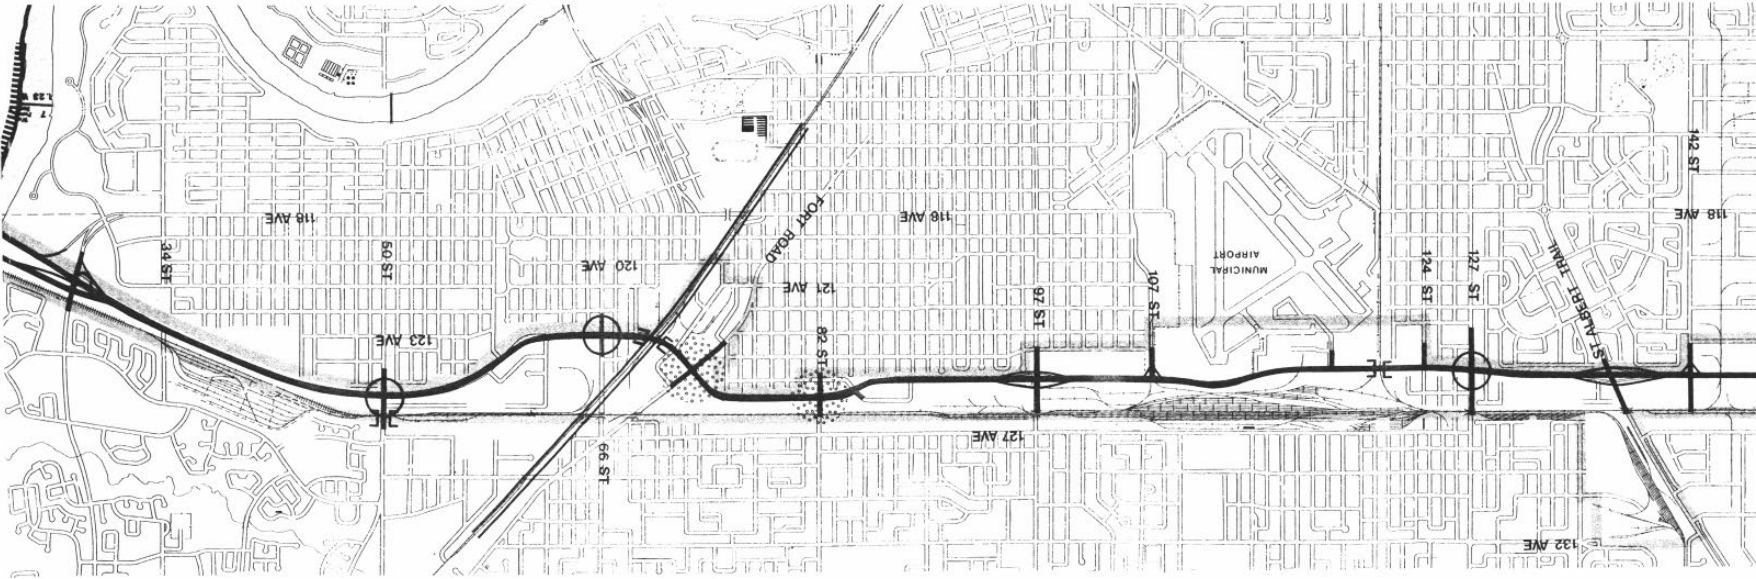 142 ST
118 AVE
118 AVE
118 AVE
FORT ROAD
34 ST
50 ST
120 AVE
121 AVE
MUNICIPAL
AIRPORT
124 ST
127 ST
107 ST
97 ST
ST ALBERT TRAIL
123 AVE
82 ST
127 AVE
66 ST
132 AVE